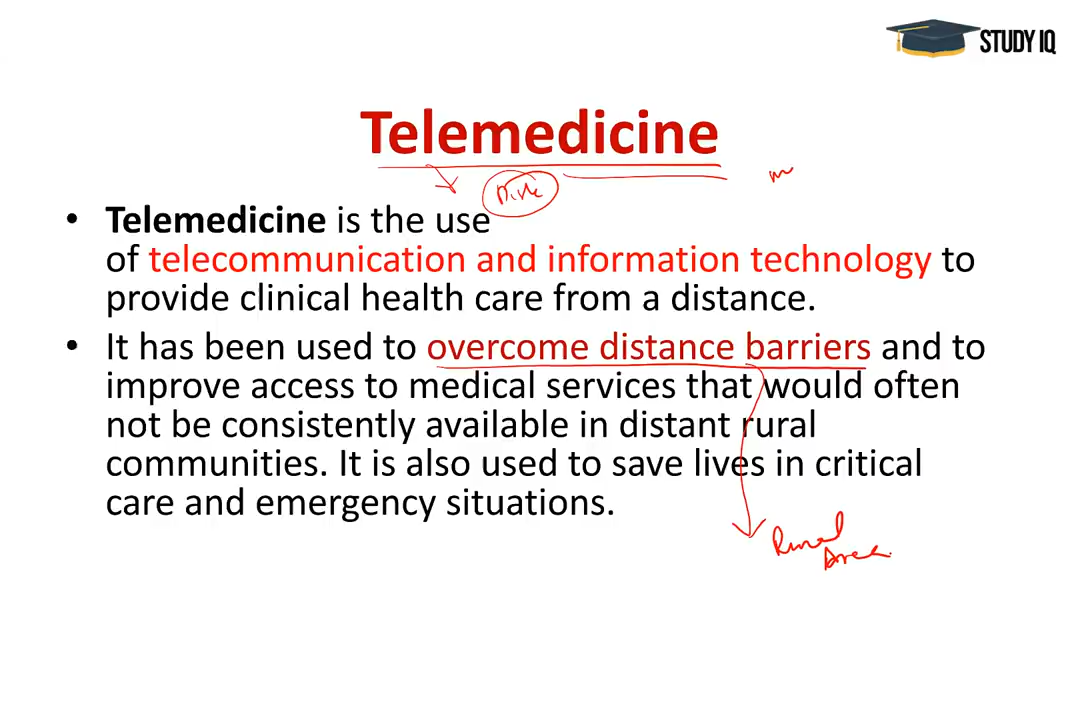 STUDY IQ
Telemedicine
• Telemedicine is the use
of telecommunication and information technology to
provide clinical health care from a distance.
• It has been used to overcome distance barriers and to
improve access to medical services that would often
not be consistently available in distant rural
communities. It is also used to save lives in critical
care and emergency situations.
Rural
Area